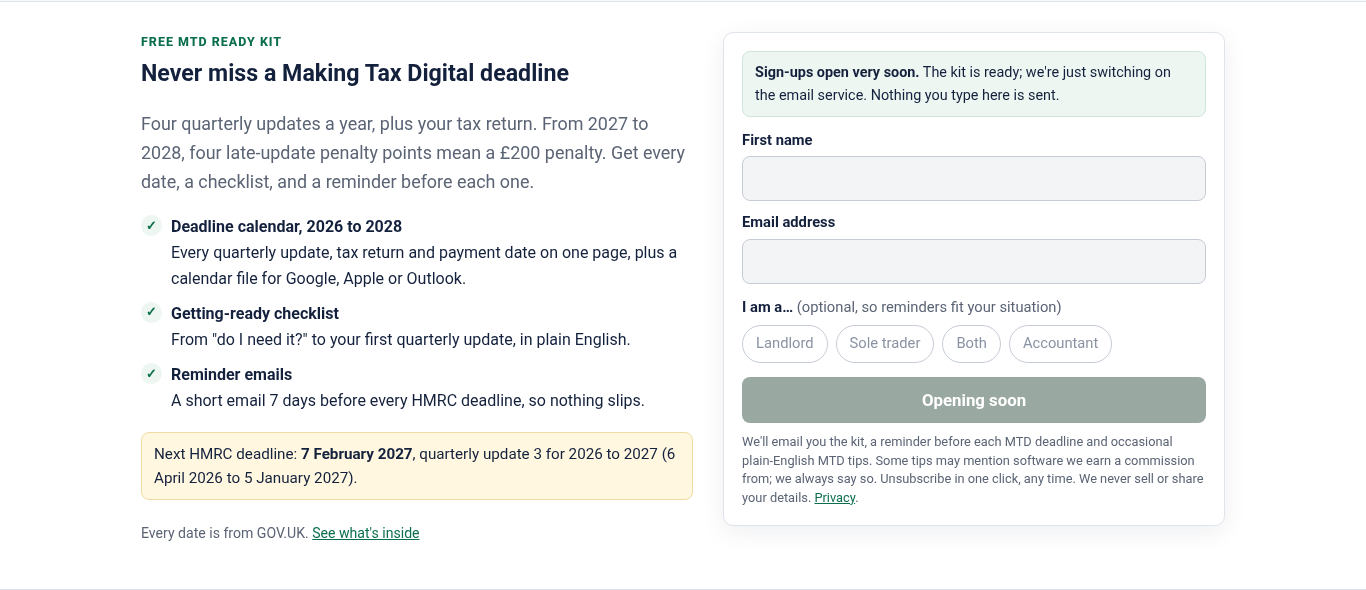 FREE MTD READY KIT
Never miss a Making Tax Digital deadline
Four quarterly updates a year, plus your tax return. From 2027 to
2028, four late-update penalty points mean a £200 penalty. Get every
date, a checklist, and a reminder before each one.
✓ Deadline calendar, 2026 to 2028
Every quarterly update, tax return and payment date on one page, plus a
calendar file for Google, Apple or Outlook.
✓ Getting-ready checklist
From "do I need it?" to your first quarterly update, in plain English.
✓ Reminder emails
A short email 7 days before every HMRC deadline, so nothing slips.
Next HMRC deadline: 7 February 2027, quarterly update 3 for 2026 to 2027 (6
April 2026 to 5 January 2027).
Every date is from GOV.UK. See what's inside
Sign-ups open very soon. The kit is ready; we're just switching on
the email service. Nothing you type here is sent.
First name
Email address
I am a… (optional, so reminders fit your situation)
Landlord Sole trader Both Accountant
Opening soon
We'll email you the kit, a reminder before each MTD deadline and occasional
plain-English MTD tips. Some tips may mention software we earn a commission
from; we always say so. Unsubscribe in one click, any time. We never sell or share
your details. Privacy.